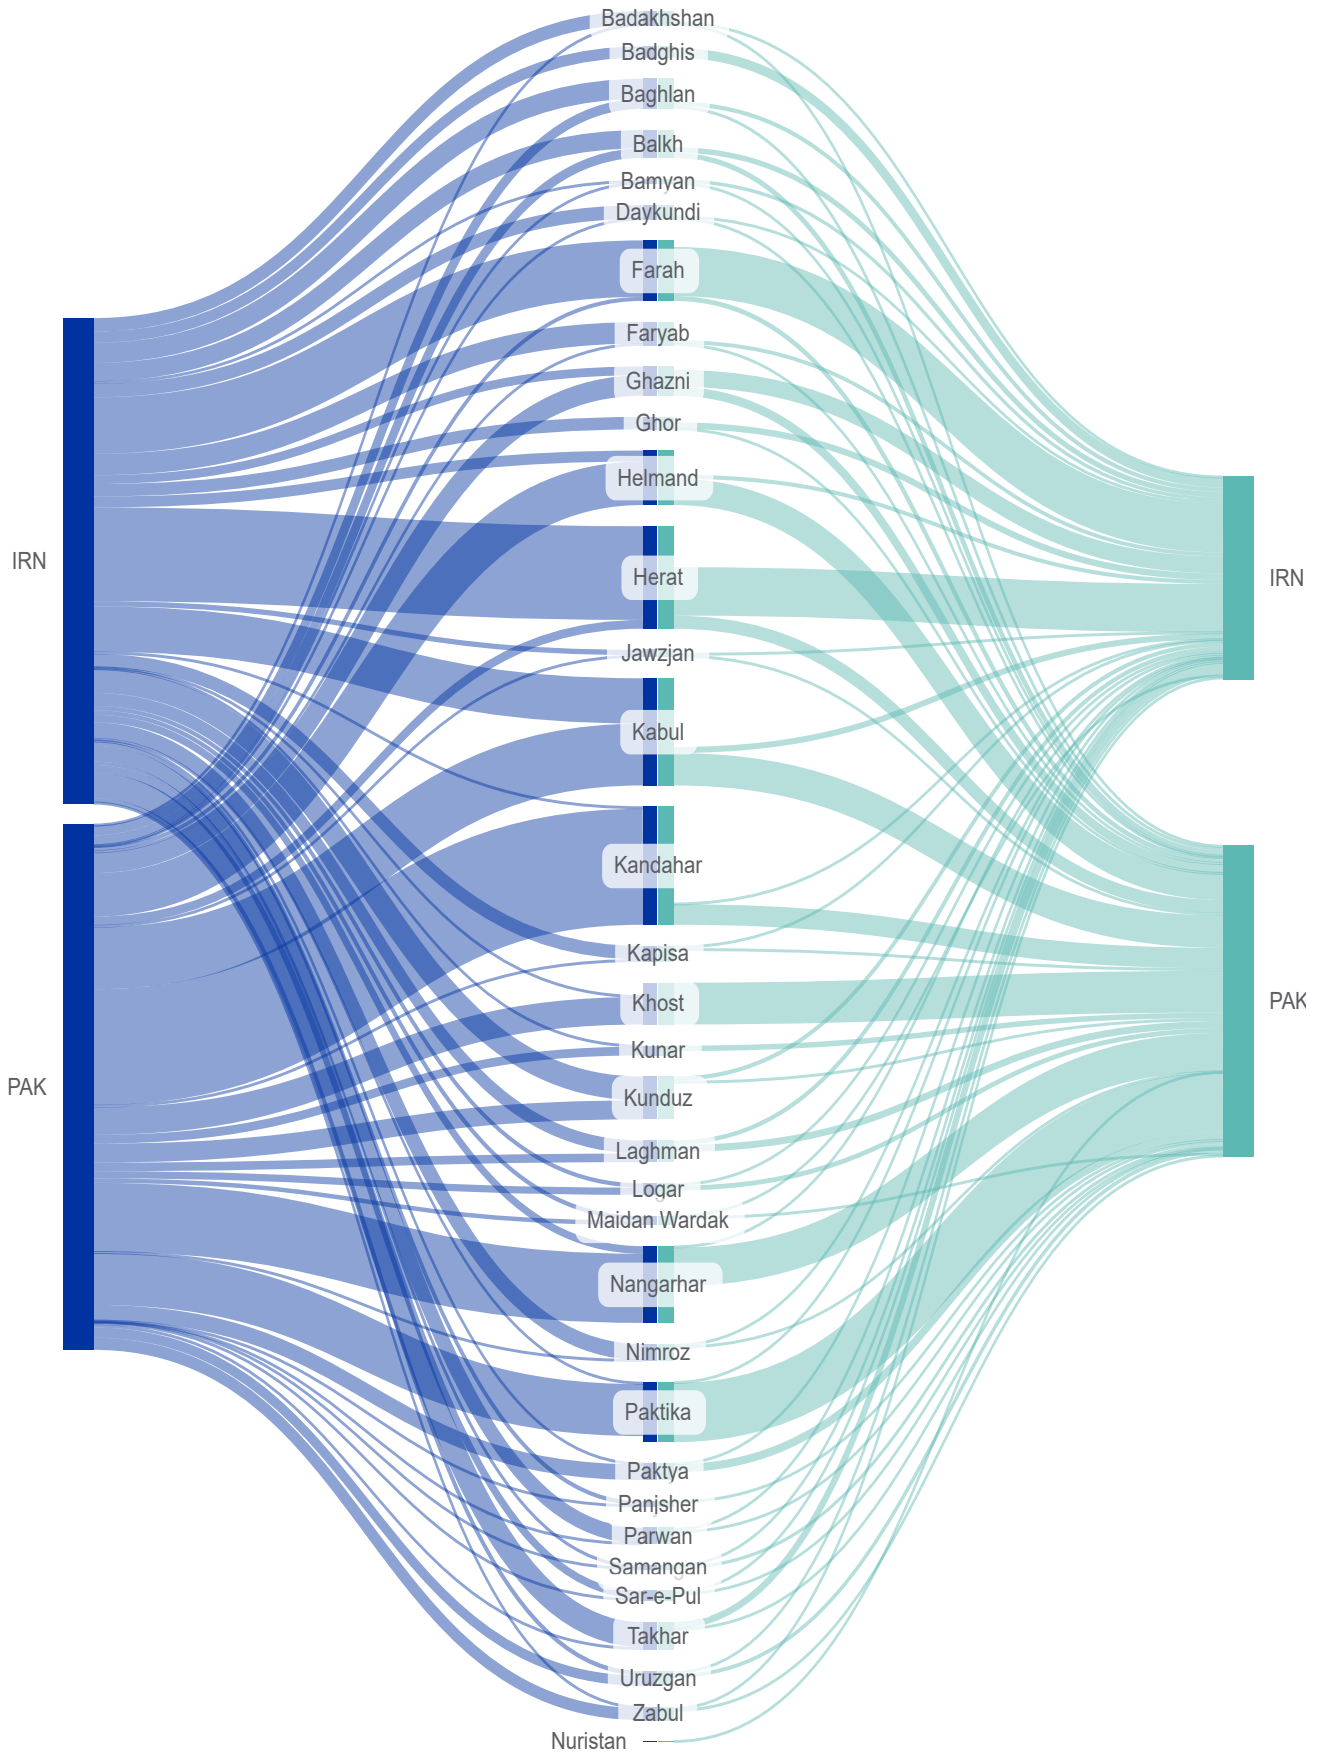 Badakhshan
Badghis
Baghlan
Balkh
Bamyan
Daykundi
Farah
Faryab
Ghazni
Ghor
Helmand
IRN
Herat
IRN
Jawzjan
Kabul
Kandahar
Kapisa
Khost
PAK
Kunar
PAK
Kunduz
Laghman
Logar
Maidan Wardak
Nangarhar
Nimroz
Paktika
Paktya
Panjsher
Parwan
Samangan
Sar-e-Pul
Takhar
Uruzgan
Zabul
Nuristan